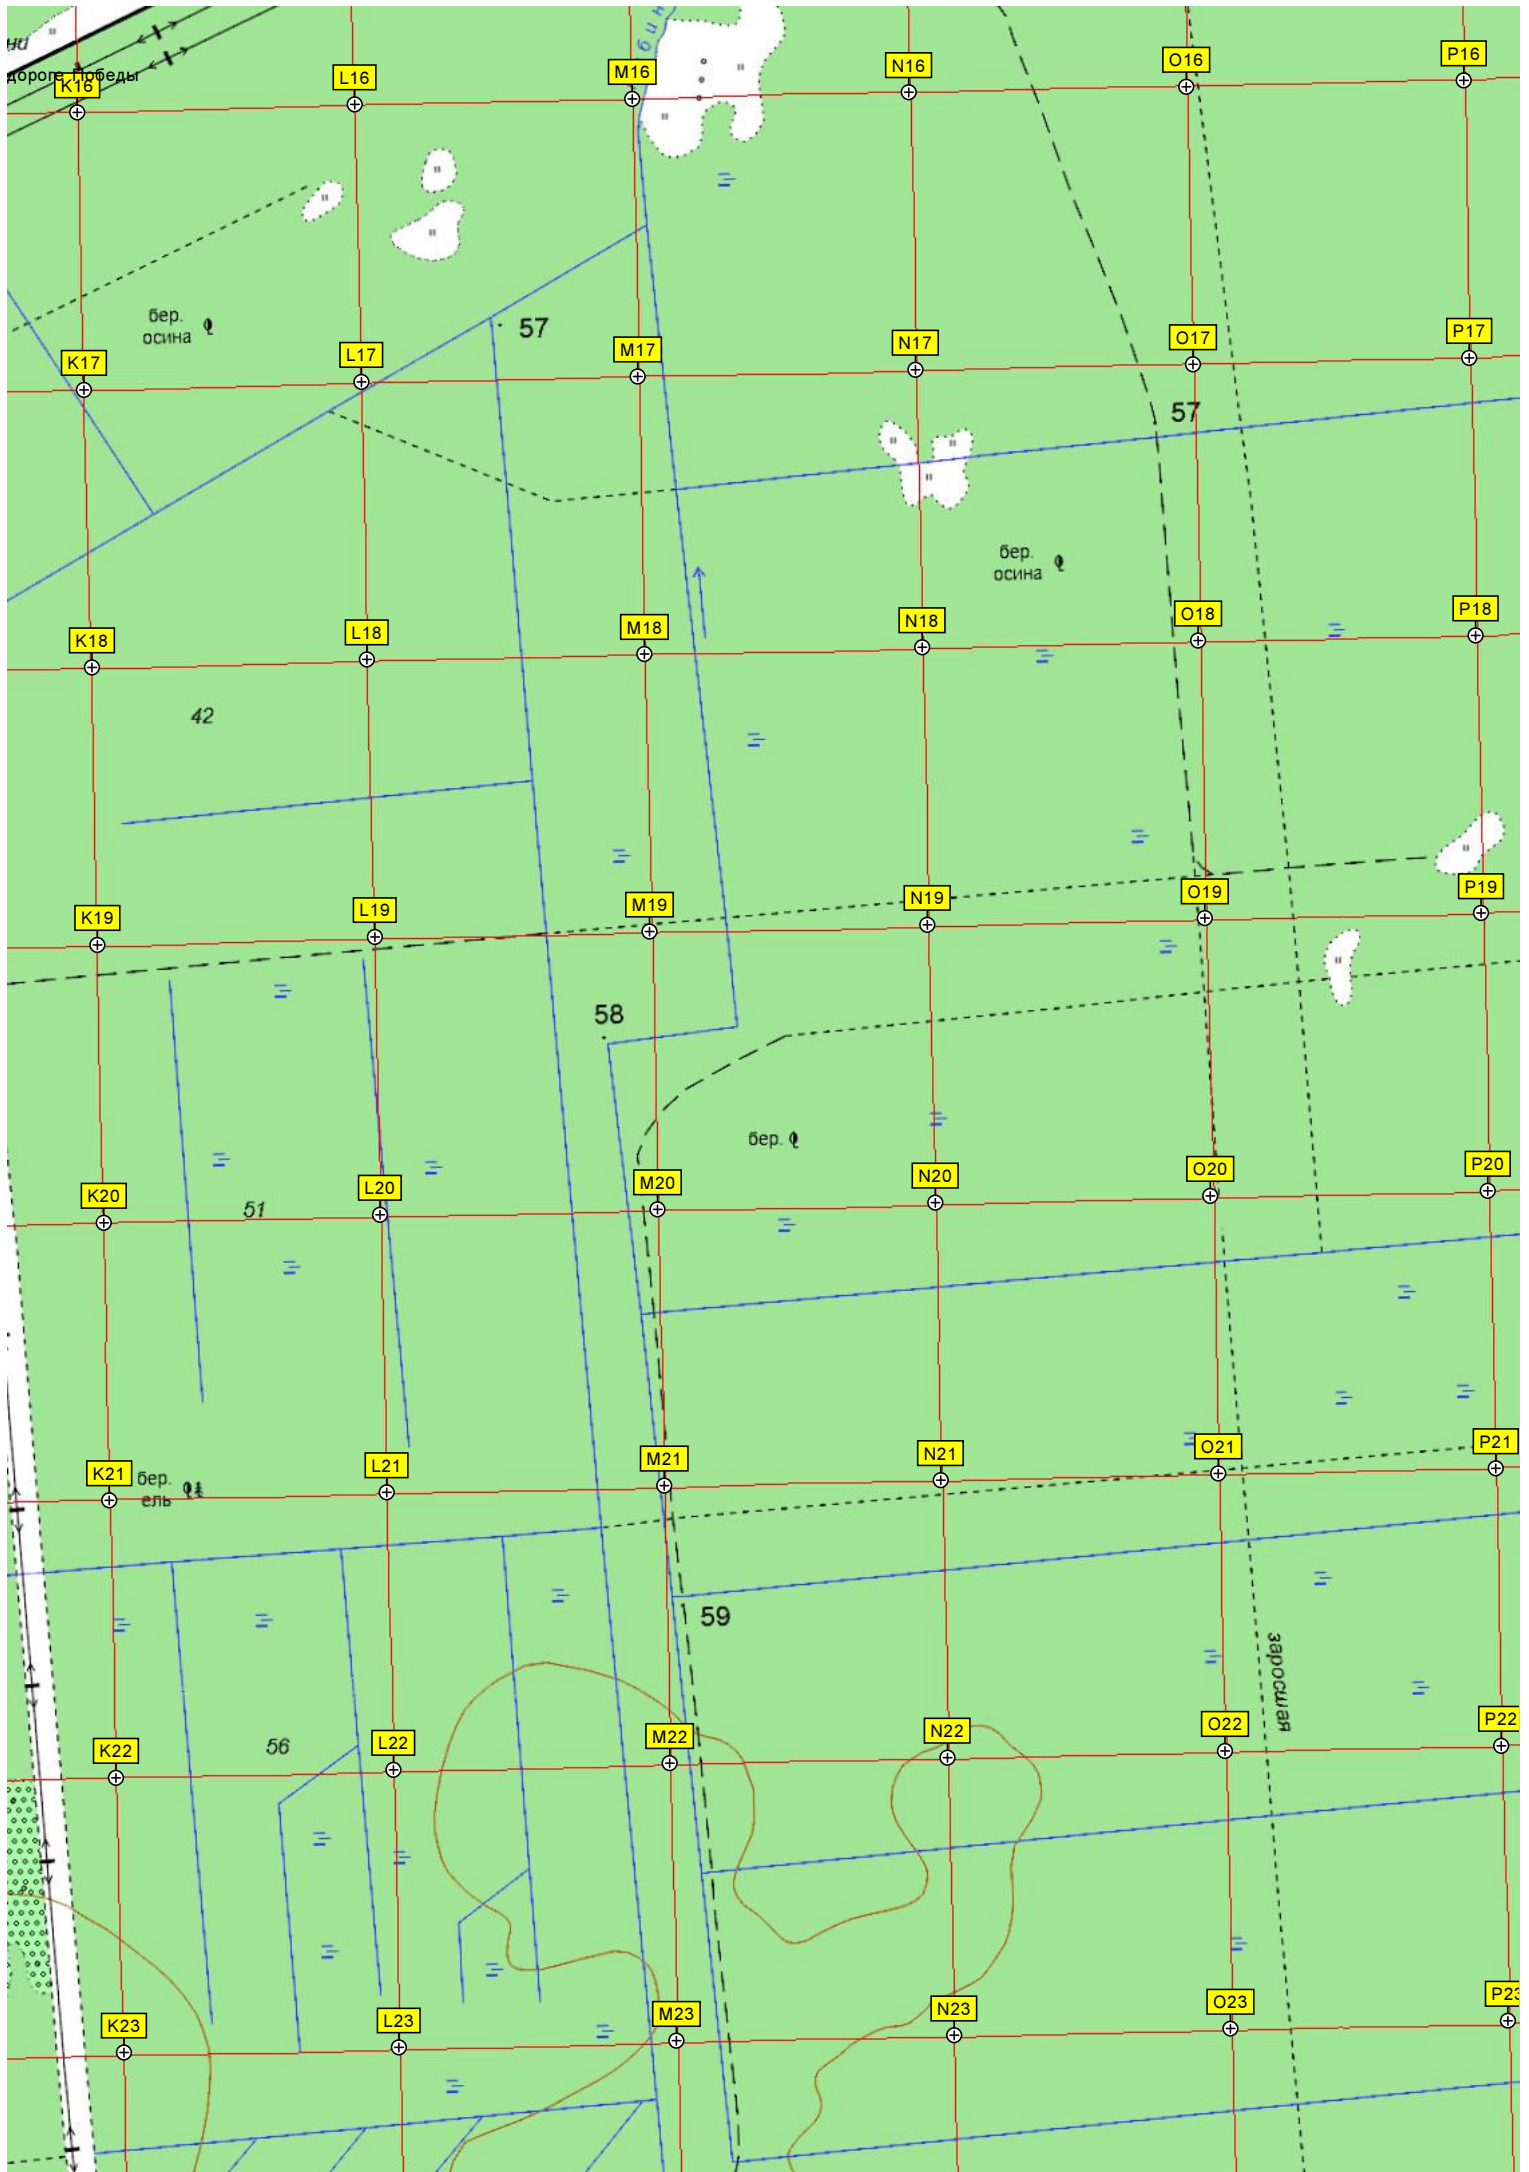 ни
дороге Победы
K16
L16
M16
N16
O16
P16
бер.
осина
57
K17
L17
M17
N17
O17
P17
57
бер.
осина
K18
L18
M18
N18
O18
P18
42
K19
L19
M19
N19
O19
P19
58
бер.
K20
L20
M20
N20
O20
P20
51
K21
L21
M21
N21
O21
P21
бер.
ель
59
заросшая
K22
L22
M22
N22
O22
P22
56
K23
L23
M23
N23
O23
P23